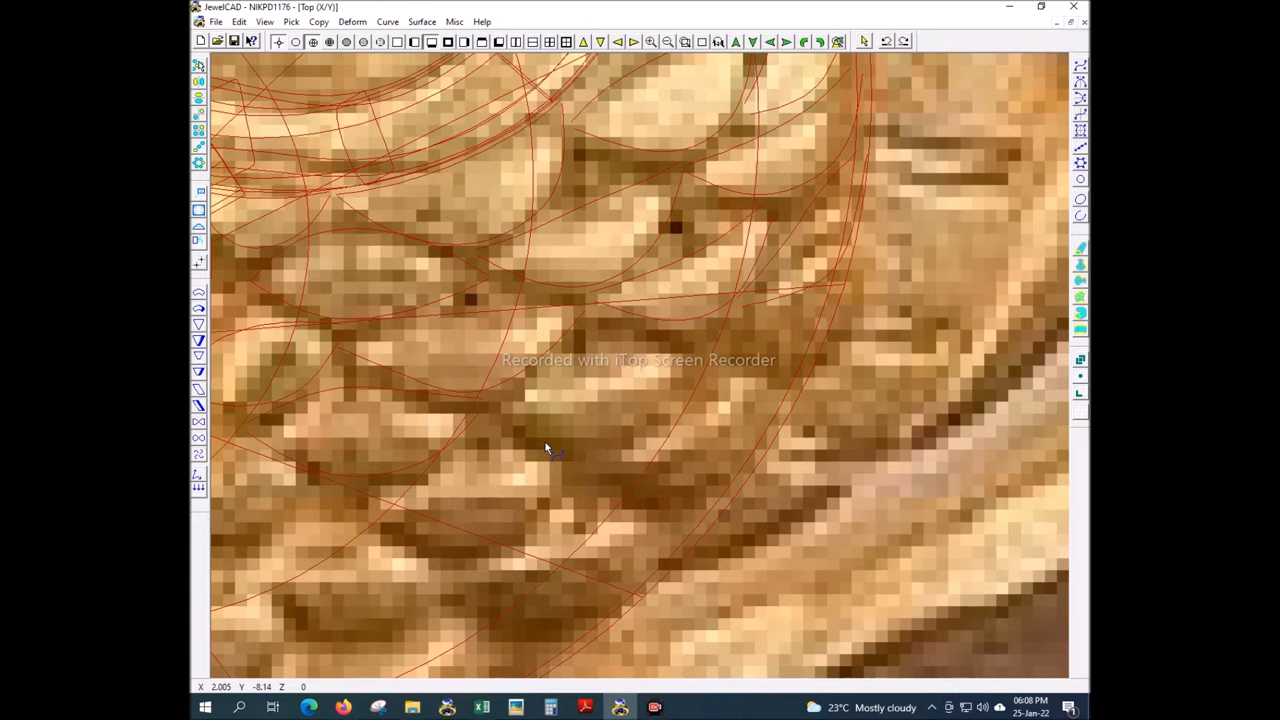 JewelCAD - NIKPD1176 - [Top (X/Y)]
File Edit View Pick Copy Deform Curve Surface Misc Help
Recorded with iTop Screen Recorder
X 2.005 Y -8.14 Z 0
23°C Mostly cloudy
06:08 PM
25-Jan-22